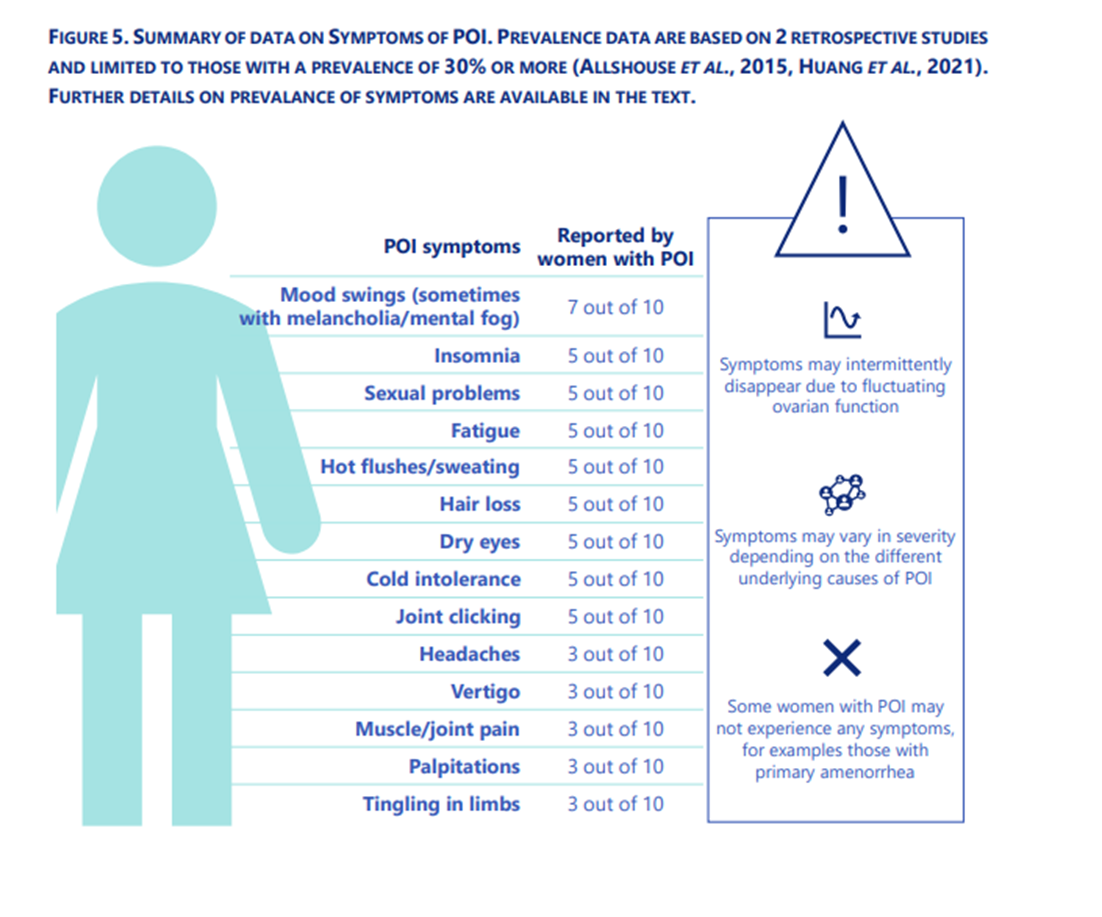 FIGURE 5. SUMMARY OF DATA ON SYMPTOMS OF POI. PREVALENCE DATA ARE BASED ON 2 RETROSPECTIVE STUDIES
AND LIMITED TO THOSE WITH A PREVALENCE OF 30% OR MORE (ALLSHOUSE ET AL., 2015, HUANG ET AL., 2021).
FURTHER DETAILS ON PREVALANCE OF SYMPTOMS ARE AVAILABLE IN THE TEXT.
POI symptoms
Reported by
women with POI
Mood swings (sometimes
with melancholia/mental fog)
7 out of 10
Insomnia 5 out of 10
Sexual problems 5 out of 10
Fatigue 5 out of 10
Hot flushes/sweating 5 out of 10
Hair loss 5 out of 10
Dry eyes 5 out of 10
Cold intolerance 5 out of 10
Joint clicking 5 out of 10
Headaches 3 out of 10
Vertigo 3 out of 10
Muscle/joint pain 3 out of 10
Palpitations 3 out of 10
Tingling in limbs 3 out of 10
!
Symptoms may intermittently
disappear due to fluctuating
ovarian function
Symptoms may vary in severity
depending on the different
underlying causes of POI
Some women with POI may
not experience any symptoms,
for examples those with
primary amenorrhea